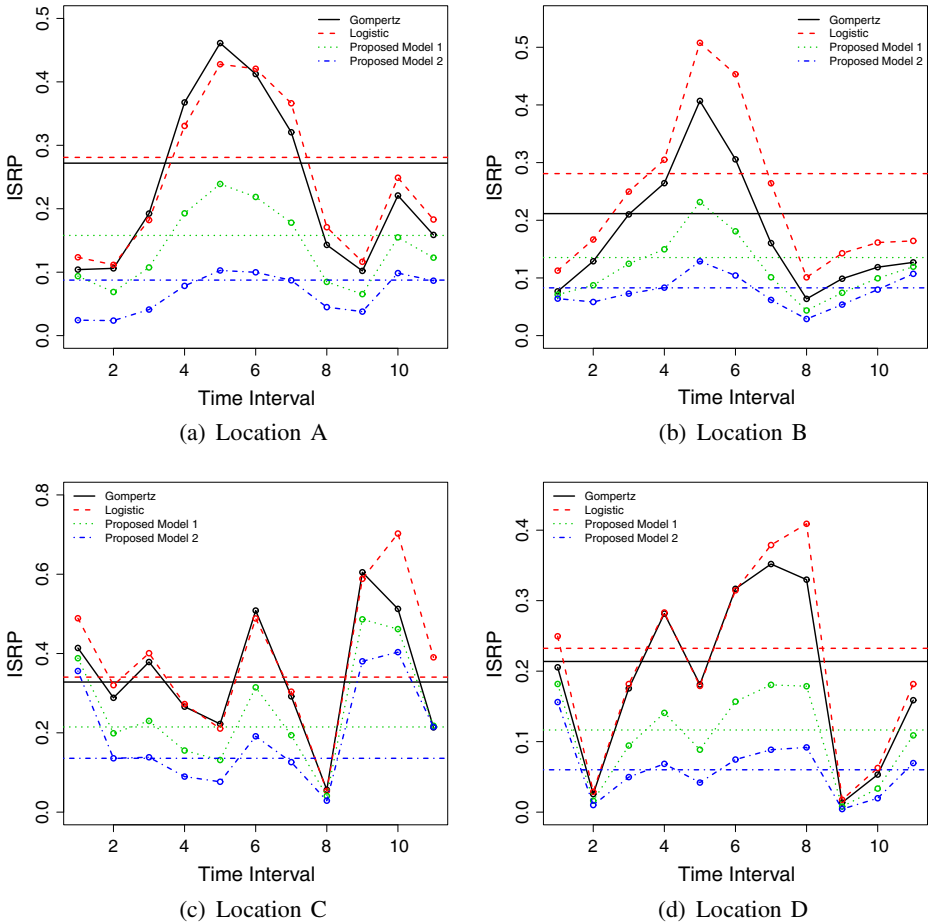 Gompertz
Logistic
Proposed Model 1
Proposed Model 2
ISRP
0.0 0.1 0.2 0.3 0.4 0.5
2 4 6 8 10
Time Interval
(a) Location A
Gompertz
Logistic
Proposed Model 1
Proposed Model 2
ISRP
0.0 0.1 0.2 0.3 0.4 0.5
2 4 6 8 10
Time Interval
(b) Location B
Gompertz
Logistic
Proposed Model 1
Proposed Model 2
ISRP
0.0 0.2 0.4 0.6 0.8
2 4 6 8 10
Time Interval
(c) Location C
Gompertz
Logistic
Proposed Model 1
Proposed Model 2
ISRP
0.0 0.1 0.2 0.3 0.4
2 4 6 8 10
Time Interval
(d) Location D